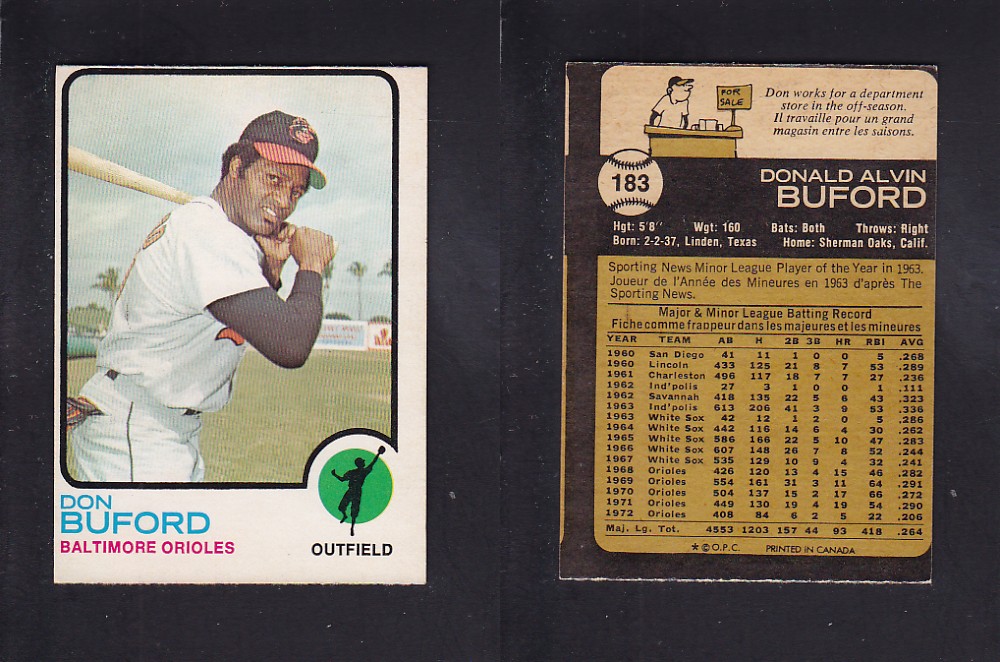 DON
BUFORD
BALTIMORE ORIOLES
OUTFIELD
FOR
SALE
Don works for a department
store in the off-season.
Il travaille pour un grand
magasin entre les saisons.
183
DONALD ALVIN
BUFORD
Hgt: 5'8" Wgt: 160 Bats: Both Throws: Right
Born: 2-2-37, Linden, Texas Home: Sherman Oaks, Calif.
Sporting News Minor League Player of the Year in 1963.
Joueur de l'Année des Mineures en 1963 d'après The
Sporting News.
Major & Minor League Batting Record
Fiche comme frappeur dans les majeures et les mineures
YEAR TEAM AB H 2B 3B HR RBI AVG
1960 San Diego 41 11 1 0 0 5 .268
1960 Lincoln 433 125 21 8 7 53 .289
1961 Charleston 496 117 18 7 7 27 .236
1962 Ind'polis 27 3 1 0 0 1 .111
1962 Savannah 418 135 22 5 6 43 .323
1963 Ind'polis 613 206 41 3 9 53 .336
1963 White Sox 42 12 1 2 0 5 .286
1964 White Sox 442 116 14 6 4 30 .262
1965 White Sox 586 166 22 5 10 47 .283
1966 White Sox 607 148 26 7 8 52 .244
1967 White Sox 535 129 10 9 4 32 .241
1968 Orioles 426 120 13 4 15 46 .282
1969 Orioles 554 161 31 3 11 64 .291
1970 Orioles 504 137 15 2 17 66 .272
1971 Orioles 449 130 19 4 19 54 .290
1972 Orioles 408 84 6 2 5 22 .206
Maj. Lg. Tot. 4553 1203 157 44 93 418 .264
* © O.P.C. PRINTED IN CANADA